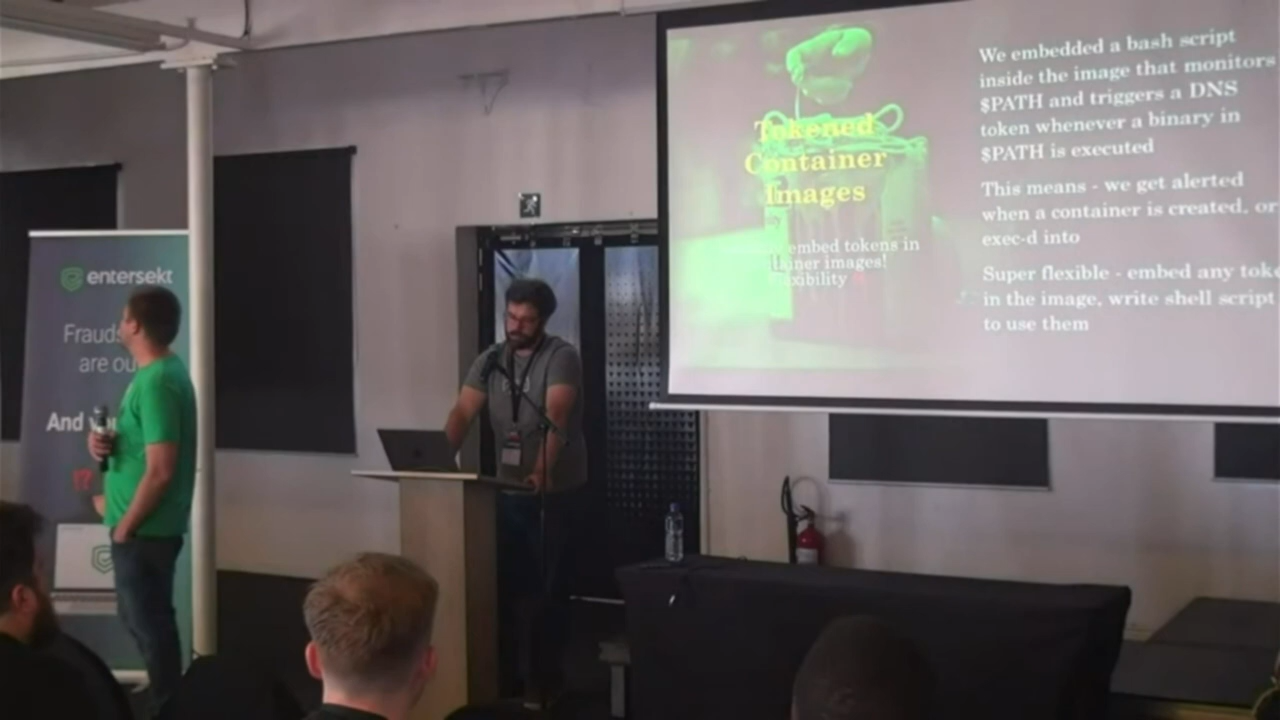 entersekt
Frauds
are ou
And you
Tokened
Container
Images
embed tokens in
tainer images!
exibility
We embedded a bash script
inside the image that monitors
$PATH and triggers a DNS
token whenever a binary in
$PATH is executed
This means - we get alerted
when a container is created, or
exec-d into
Super flexible - embed any toke
in the image, write shell script
to use them